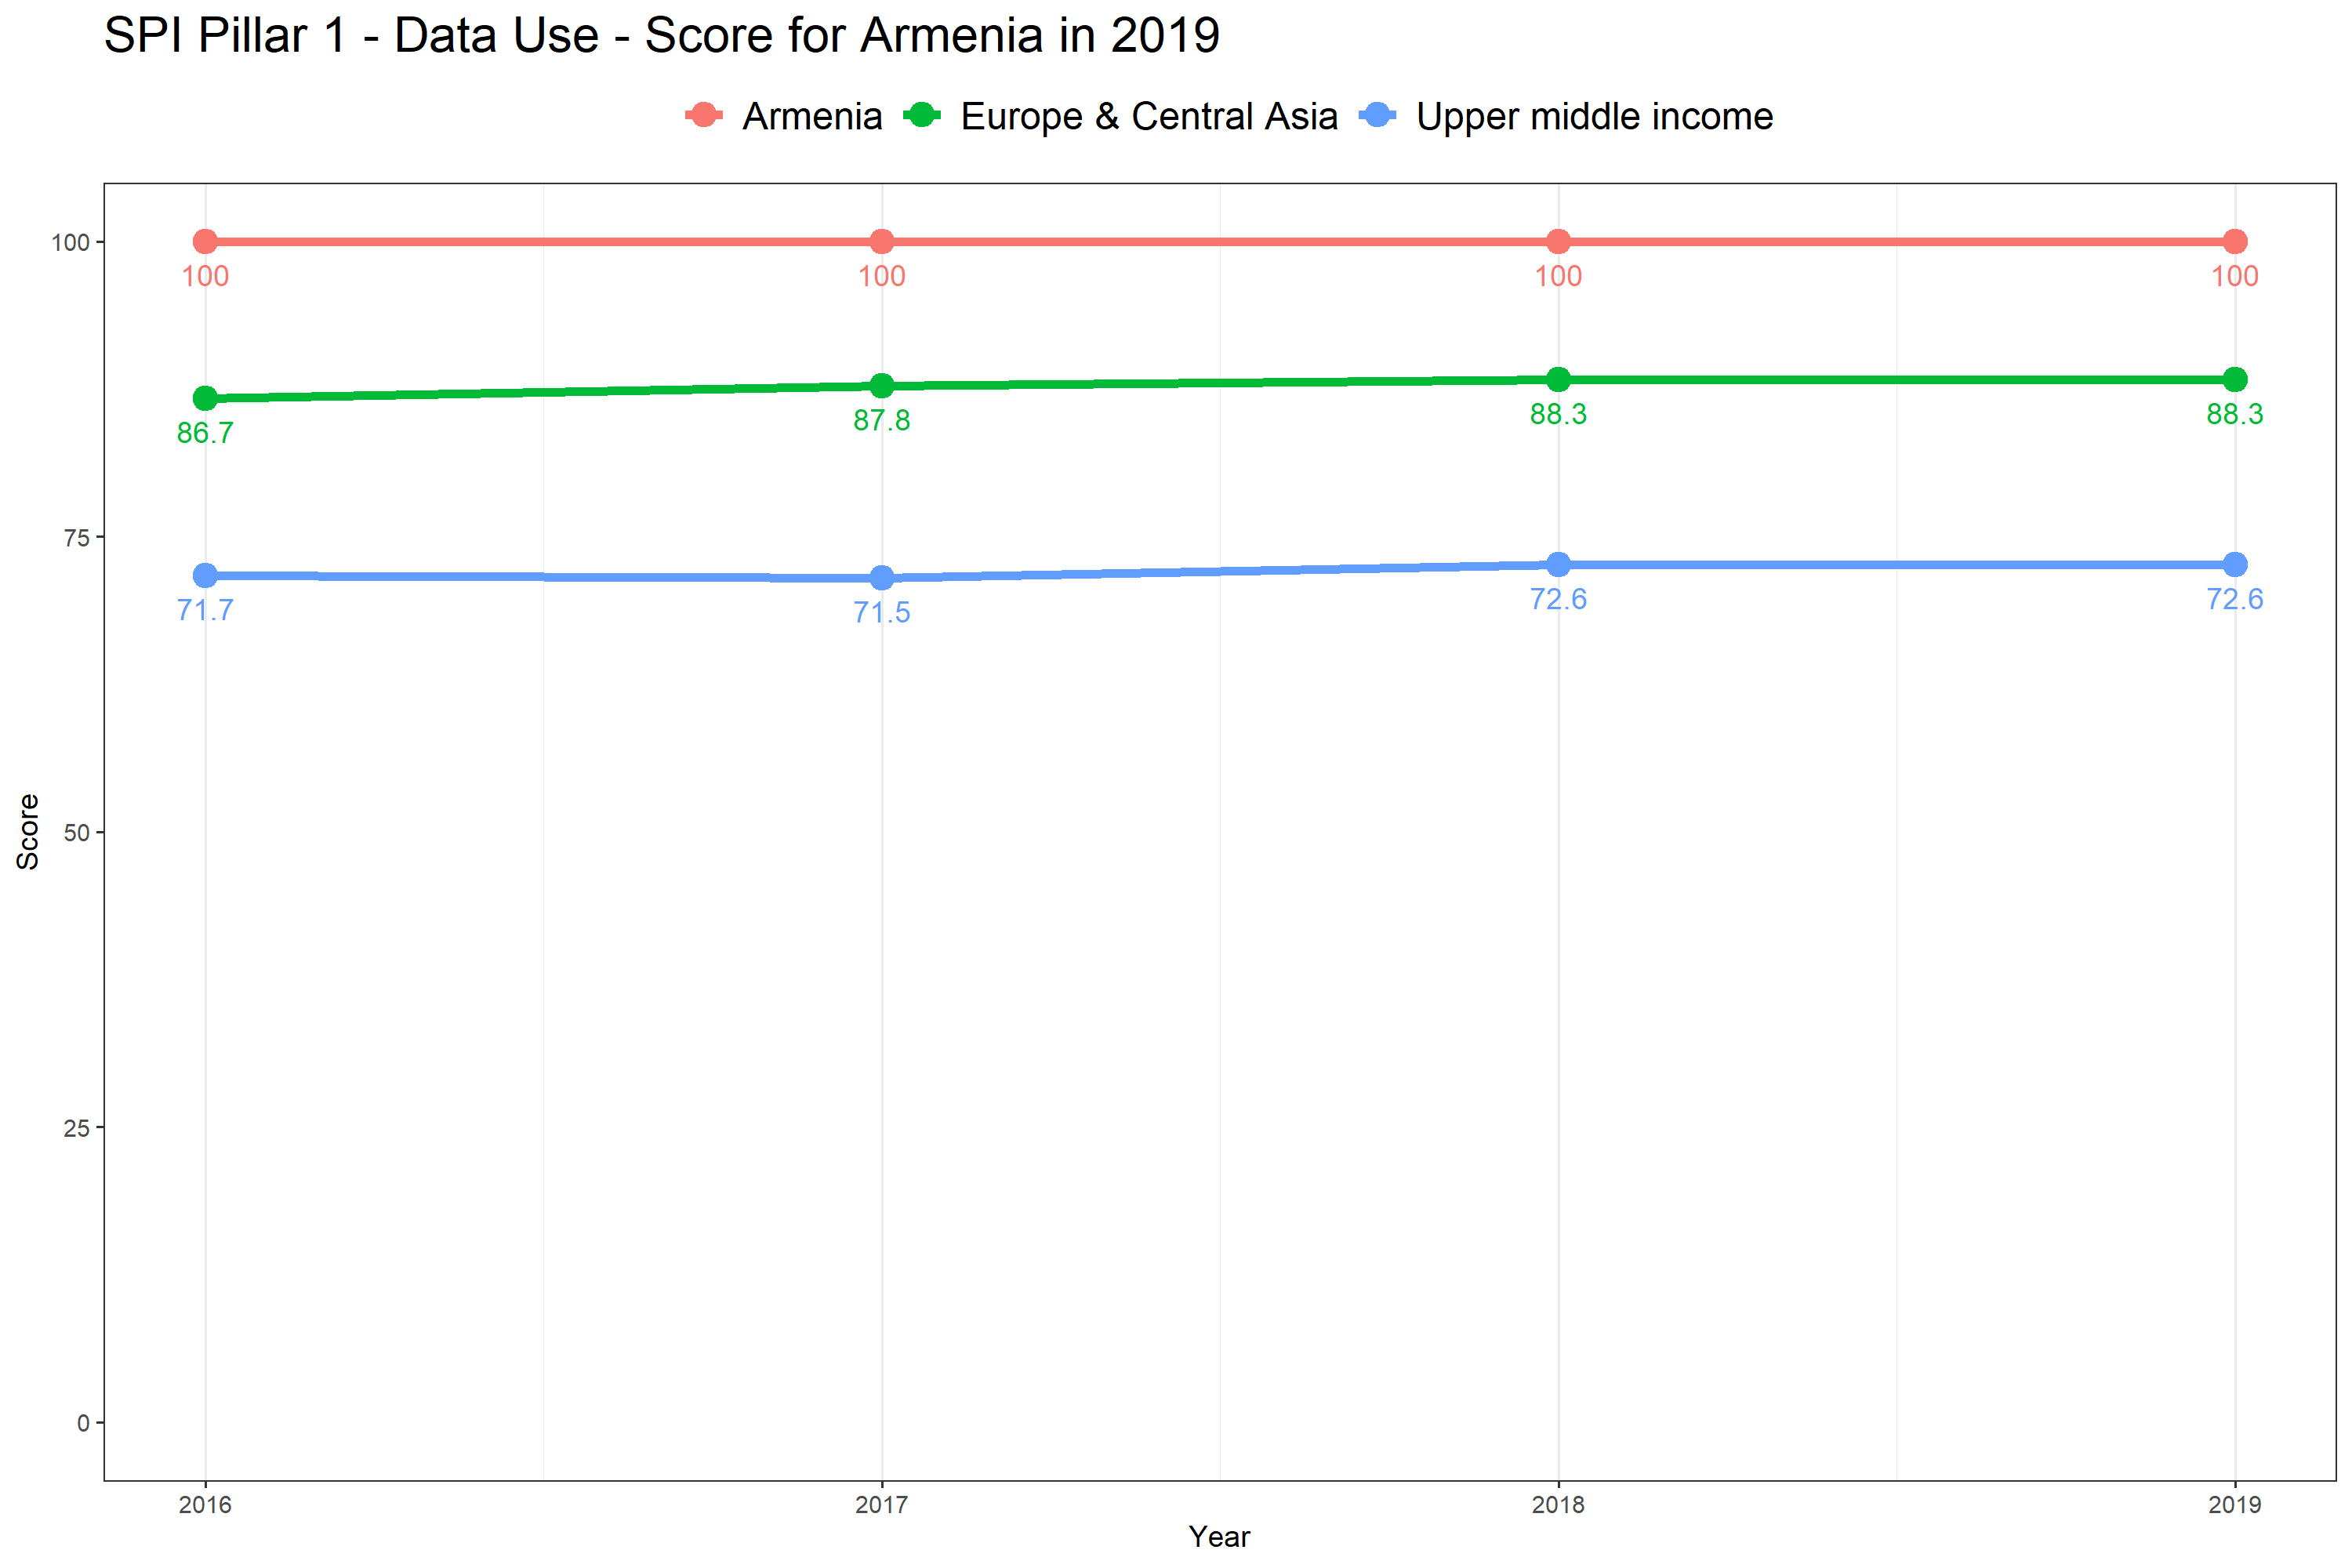 SPI Pillar 1 - Data Use - Score for Armenia in 2019
Armenia Europe & Central Asia Upper middle income
100
100 100 100 100
86.7 87.8 88.3 88.3
75
71.7 71.5 72.6 72.6
Score
50
25
0
2016 2017 2018 2019
Year